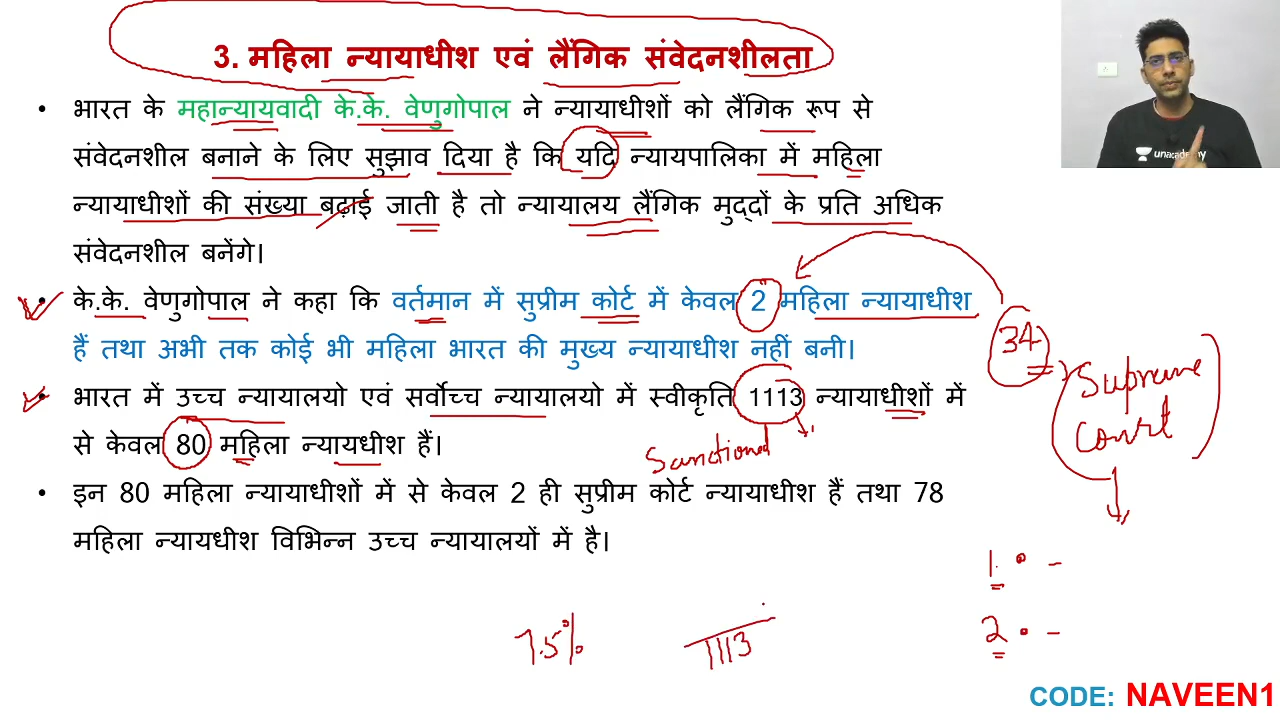 3. महिला न्यायाधीश एवं लैंगिक संवेदनशीलता
• भारत के महान्यायवादी के.के. वेणुगोपाल ने न्यायाधीशों को लैंगिक रूप से
संवेदनशील बनाने के लिए सुझाव दिया है कि यदि न्यायपालिका में महिला
न्यायाधीशों की संख्या बढ़ाई जाती है तो न्यायालय लैंगिक मुद्दों के प्रति अधिक
संवेदनशील बनेंगे।
• के.के. वेणुगोपाल ने कहा कि वर्तमान में सुप्रीम कोर्ट में केवल 2 महिला न्यायाधीश
हैं तथा अभी तक कोई भी महिला भारत की मुख्य न्यायाधीश नहीं बनी।
34
Supreme
Court
• भारत में उच्च न्यायालयो एवं सर्वोच्च न्यायालयो में स्वीकृति 1113 न्यायाधीशों में
से केवल 80 महिला न्यायधीश हैं।
Sanctioned
• इन 80 महिला न्यायाधीशों में से केवल 2 ही सुप्रीम कोर्ट न्यायाधीश हैं तथा 78
महिला न्यायधीश विभिन्न उच्च न्यायालयों में है।
1. -
7.5%
1113
2. -
unacademy
CODE: NAVEEN1